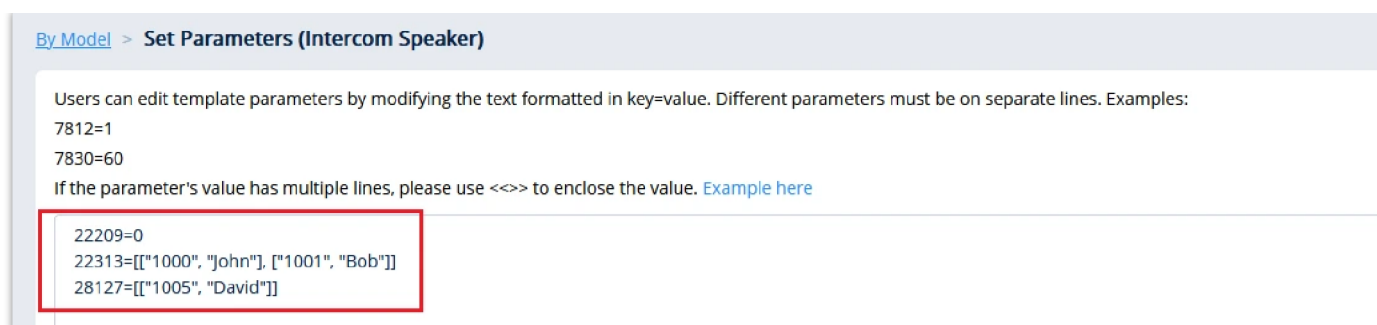 By Model > Set Parameters (Intercom Speaker)
Users can edit template parameters by modifying the text formatted in key=value. Different parameters must be on separate lines. Examples:
7812=1
7830=60
If the parameter's value has multiple lines, please use <<>> to enclose the value. Example here
22209=0
22313=[["1000", "John"], ["1001", "Bob"]]
28127=[["1005", "David"]]